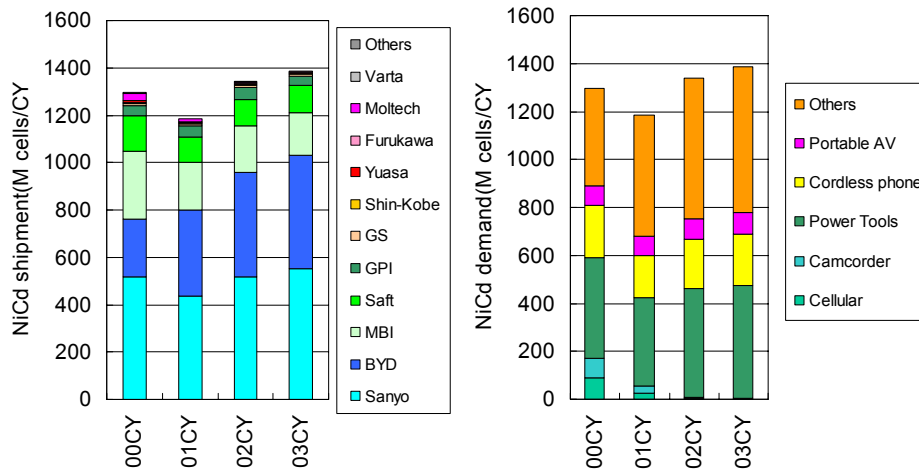 NiCd shipment(M cells/CY)
1600
1400
1200
1000
800
600
400
200
0
00CY
01CY
02CY
03CY
Others
Varta
Moltech
Furukawa
Yuasa
Shin-Kobe
GS
GPI
Saft
MBI
BYD
Sanyo
NiCd demand(M cells/CY)
1600
1400
1200
1000
800
600
400
200
0
00CY
01CY
02CY
03CY
Others
Portable AV
Cordless phone
Power Tools
Camcorder
Cellular